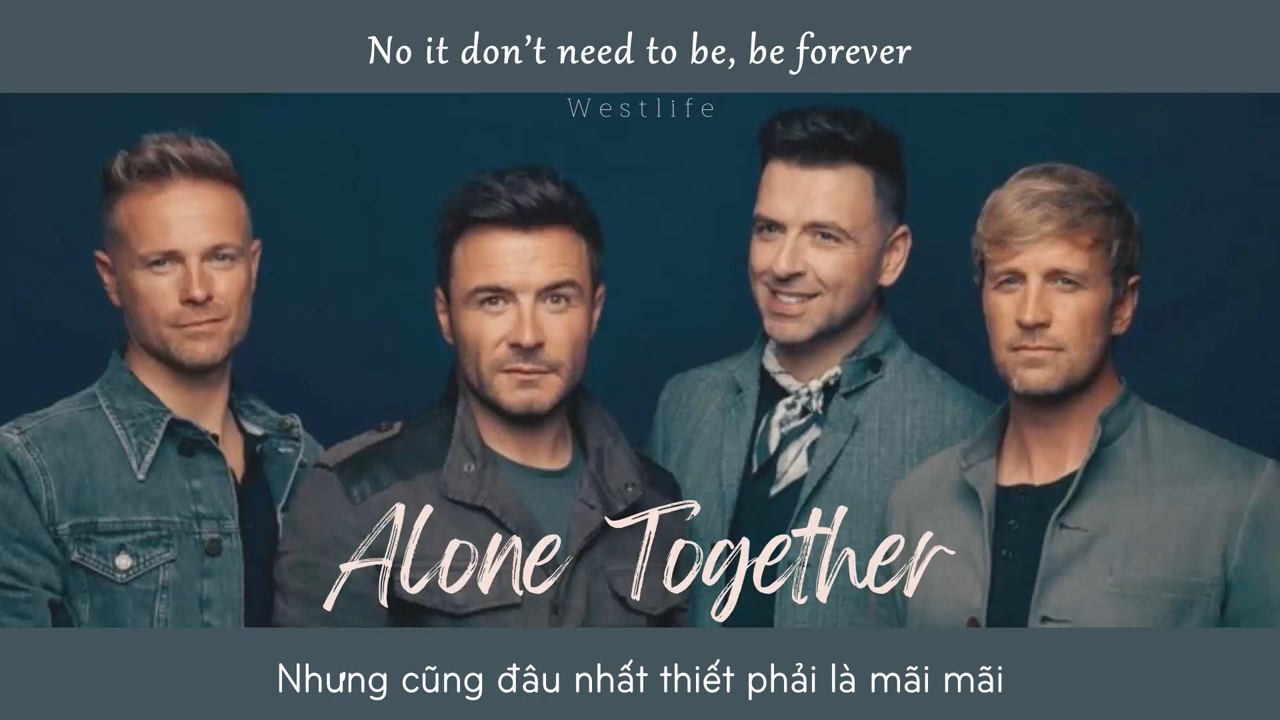 No it don't need to be, be forever
Westlife
Alone Together
Nhưng cũng đâu nhất thiết phải là mãi mãi